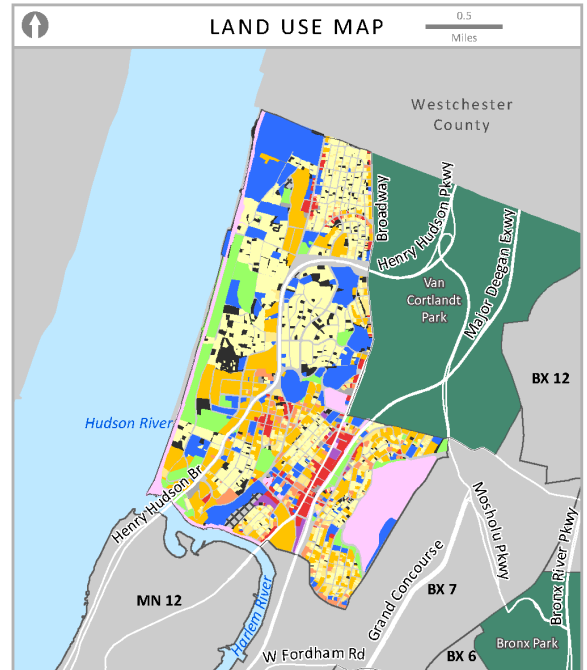 LAND USE MAP
0.5
Miles
Westchester
County
Broadway
Henry Hudson Pkwy
Major Deegan Exwy
Van
Cortlandt
Park
BX 12
Hudson River
Henry Hudson Br
Mosholu Pkwy
Bronx River Pkwy
Grand Concourse
MN 12
BX 7
Harlem River
W Fordham Rd
BX 6
Bronx Park